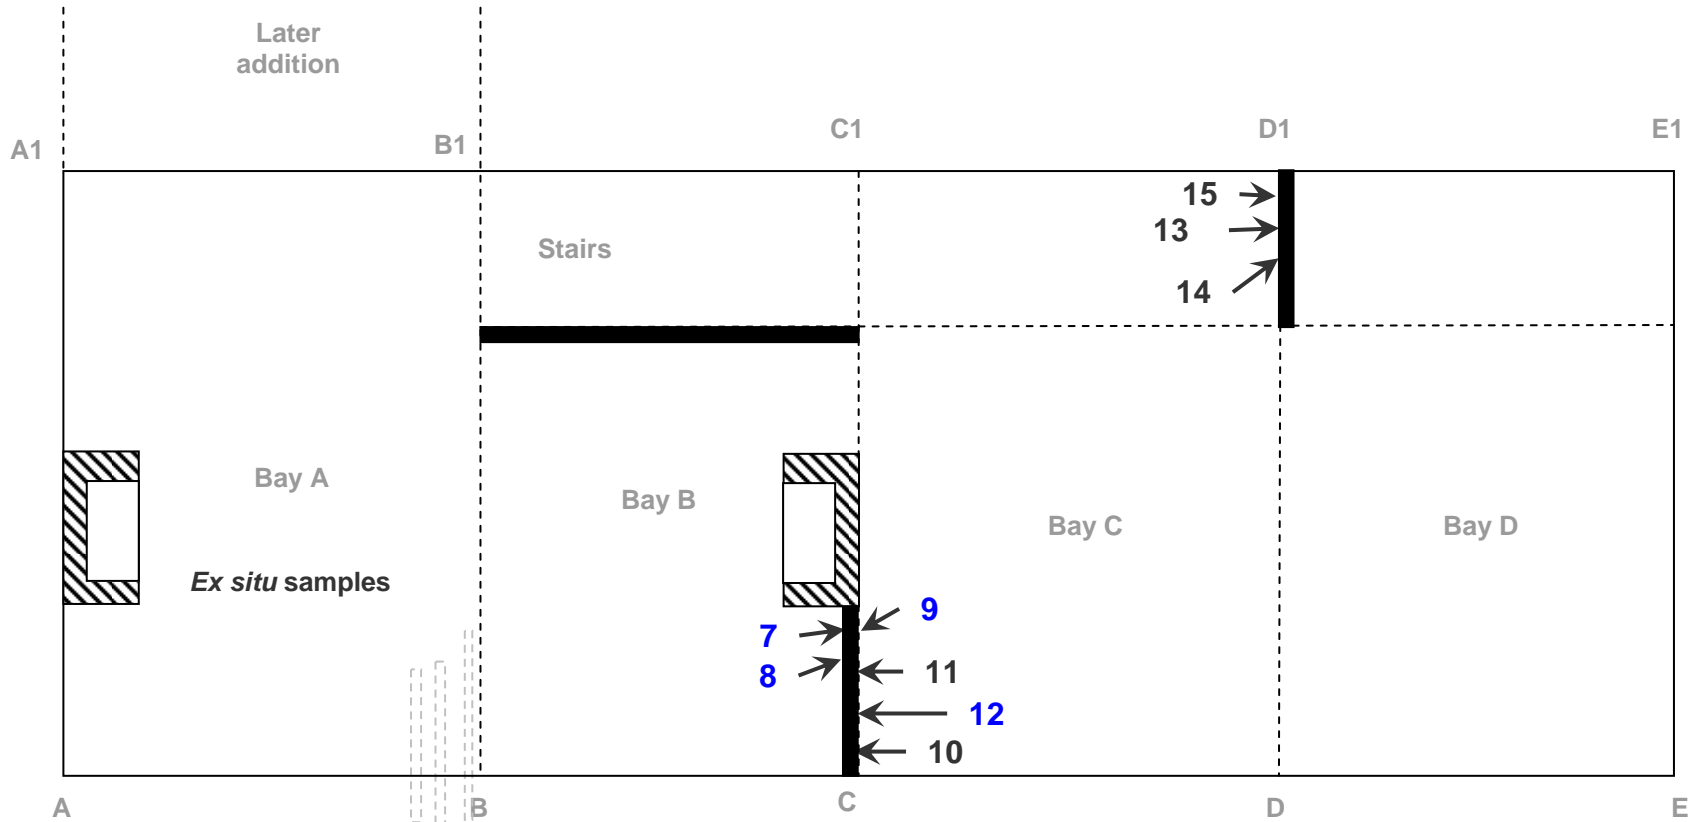 Later
addition
A1
B1
C1
D1
E1
15
13
14
Stairs
Bay A
Bay B
Bay C
Bay D
Ex situ samples
7
9
8
11
12
10
A
B
C
D
E